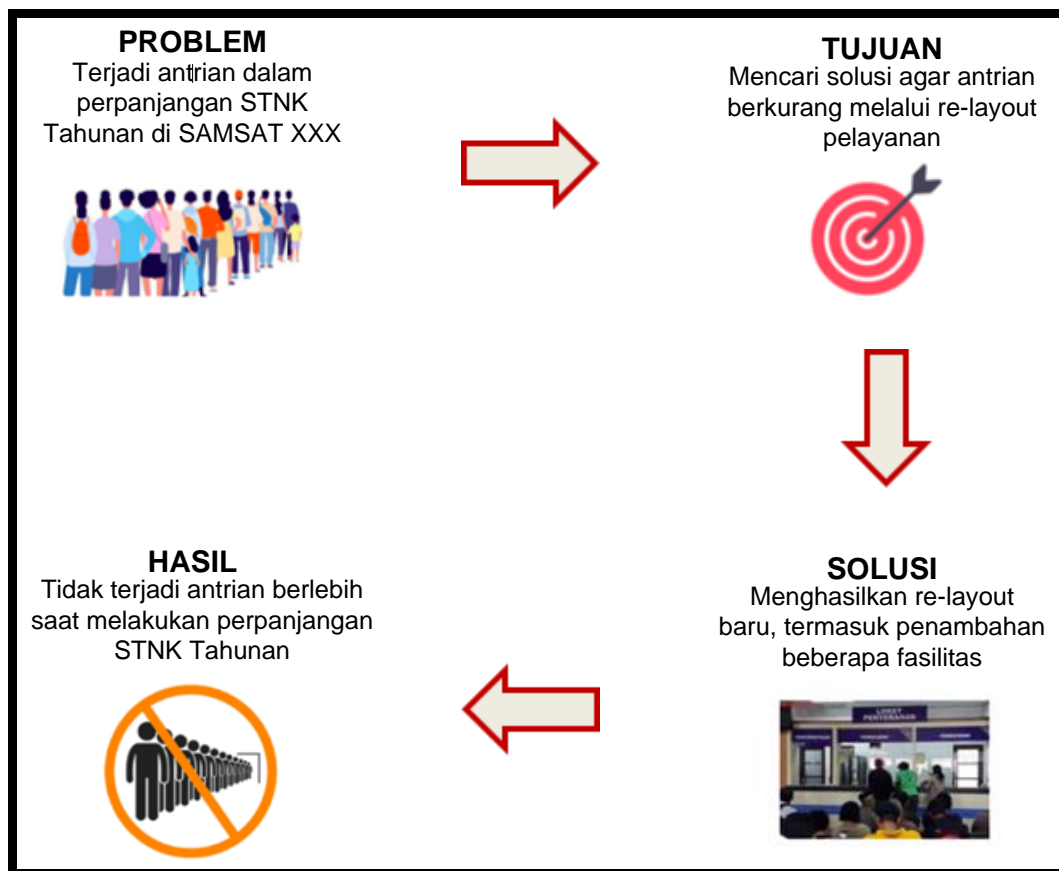 PROBLEM
Terjadi antrian dalam
perpanjangan STNK
Tahunan di SAMSAT XXX
TUJUAN
Mencari solusi agar antrian
berkurang melalui re-layout
pelayanan
SOLUSI
Menghasilkan re-layout
baru, termasuk penambahan
beberapa fasilitas
LOKET
PENYERAHAN
HASIL
Tidak terjadi antrian berlebih
saat melakukan perpanjangan
STNK Tahunan